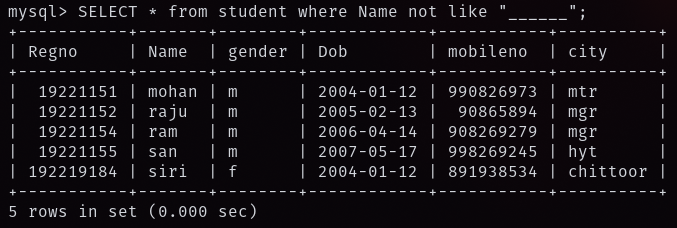 mysql> SELECT * from student where Name not like "______";
+-----------+-------+--------+------------+-----------+----------+
| Regno     | Name  | gender | Dob        | mobileno  | city     |
+-----------+-------+--------+------------+-----------+----------+
|  19221151 | mohan | m      | 2004-01-12 | 990826973 | mtr      |
|  19221152 | raju  | m      | 2005-02-13 |  90865894 | mgr      |
|  19221154 | ram   | m      | 2006-04-14 | 908269279 | mgr      |
|  19221155 | san   | m      | 2007-05-17 | 998269245 | hyt      |
| 192219184 | siri  | f      | 2004-01-12 | 891938534 | chittoor |
+-----------+-------+--------+------------+-----------+----------+
5 rows in set (0.000 sec)